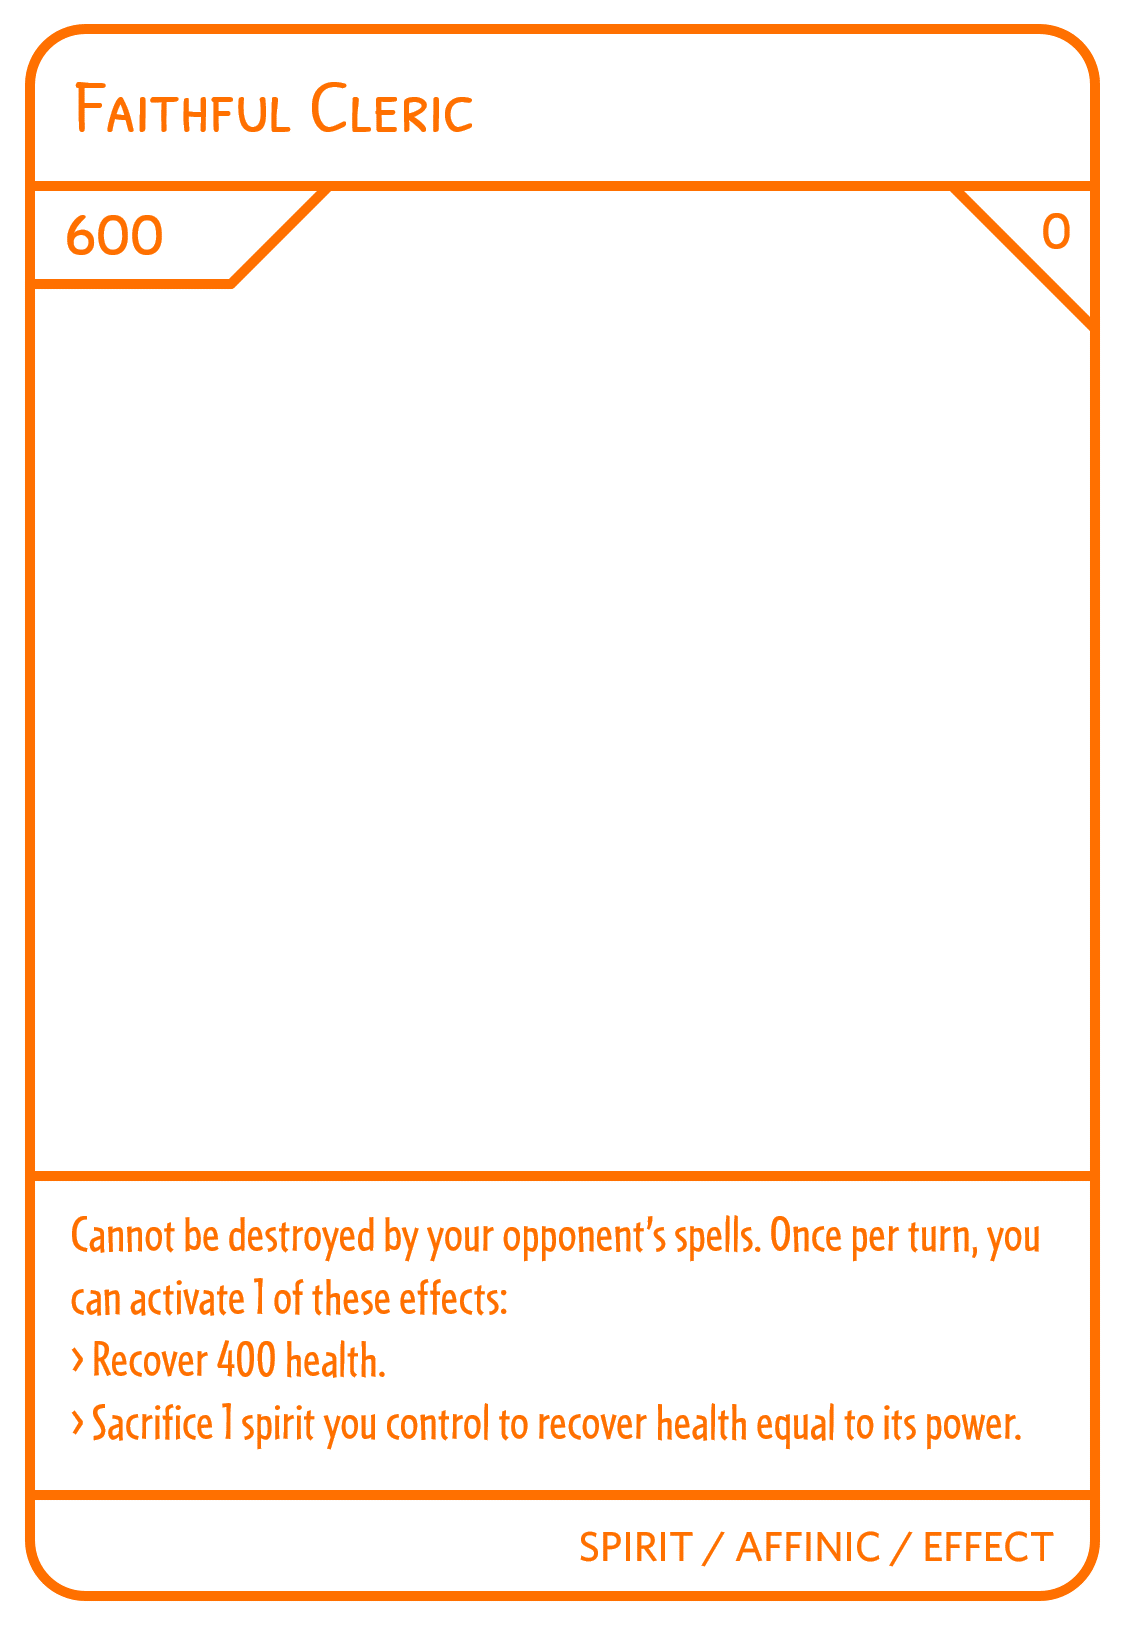 Faithful Cleric
600
0
Cannot be destroyed by your opponent's spells. Once per turn, you
can activate 1 of these effects:
> Recover 400 health.
> Sacrifice 1 spirit you control to recover health equal to its power.
SPIRIT / AFFINIC / EFFECT